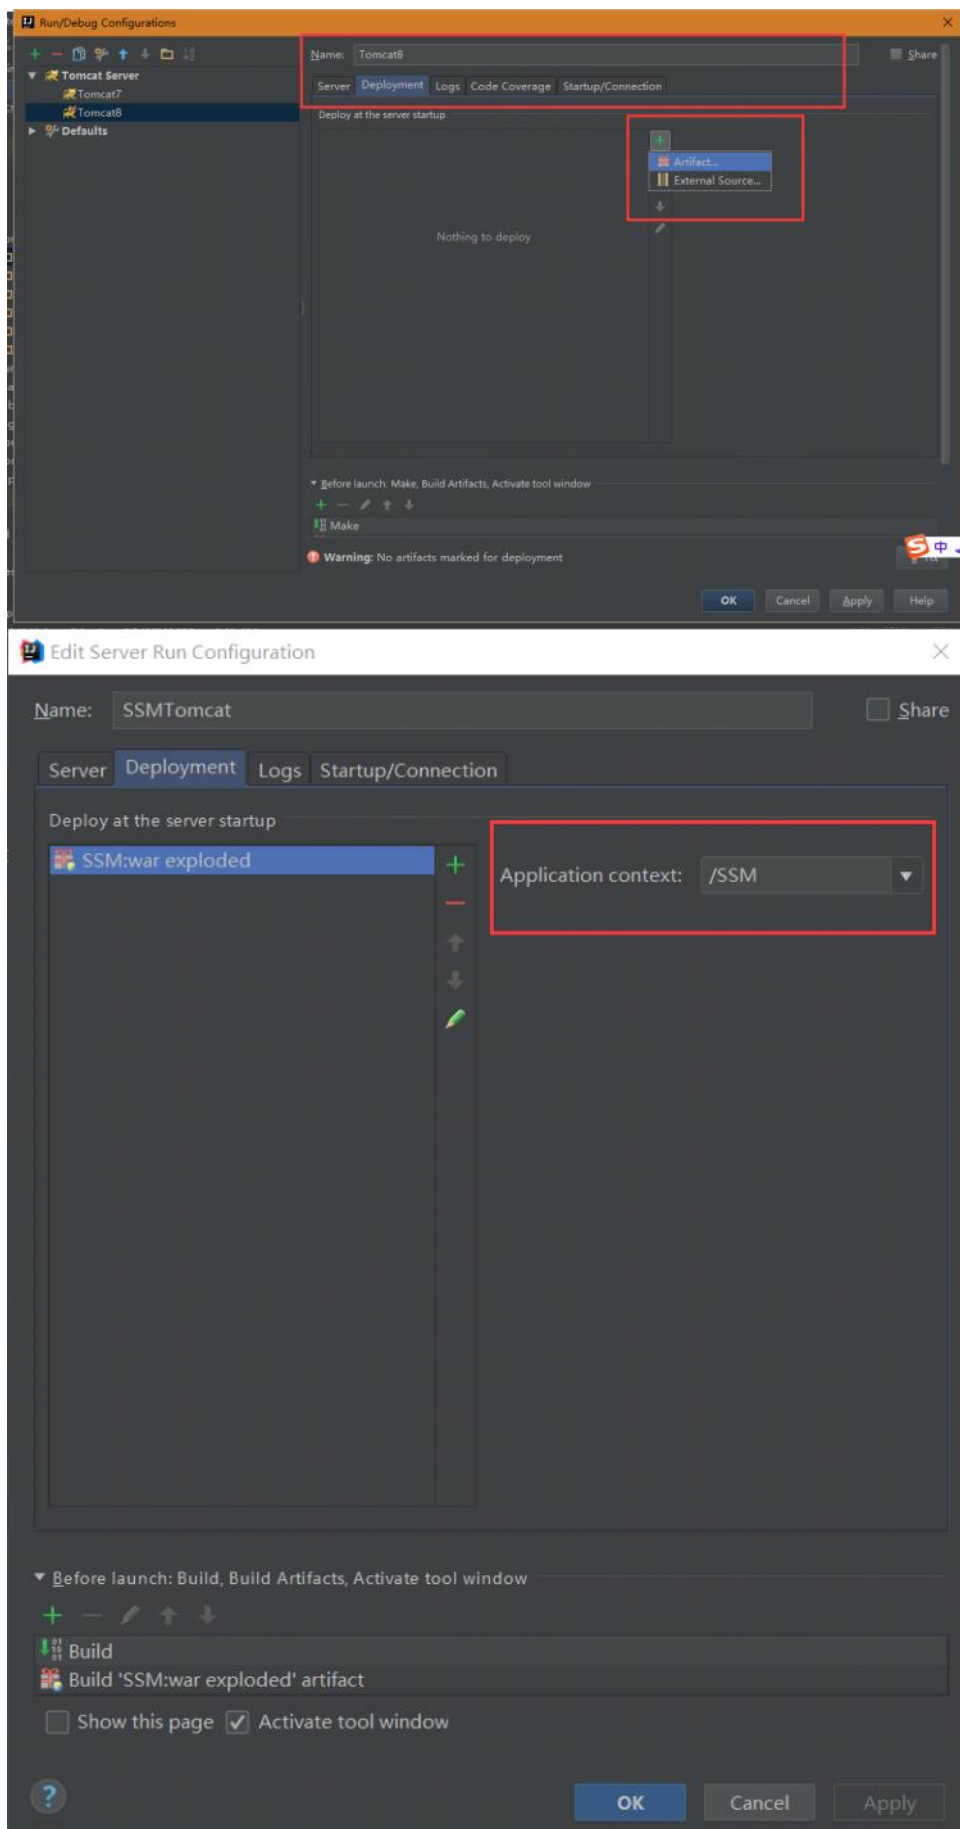 Run/Debug Configurations
Name: Tomcat8
Share
Tomcat Server
Tomcat7
Tomcat8
Defaults
Server Deployment Logs Code Coverage Startup/Connection
Deploy at the server startup
Artifact...
External Source...
Nothing to deploy
Before launch: Make, Build Artifacts, Activate tool window
Make
Warning: No artifacts marked for deployment
中
OK Cancel Apply Help
Edit Server Run Configuration
Name: SSMTomcat
Share
Server Deployment Logs Startup/Connection
Deploy at the server startup
SSM:war exploded
Application context: /SSM
Before launch: Build, Build Artifacts, Activate tool window
Build
Build 'SSM:war exploded' artifact
Show this page Activate tool window
? OK Cancel Apply